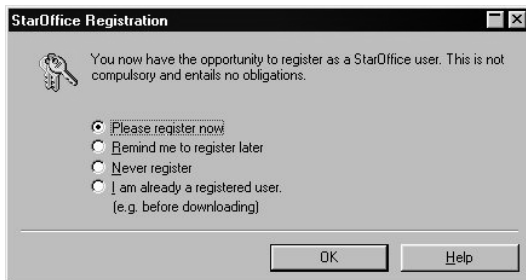 StarOffice Registration
You now have the opportunity to register as a StarOffice user. This is not
compulsory and entails no obligations.
Please register now
Remind me to register later
Never register
I am already a registered user.
(e.g. before downloading)
OK
Help